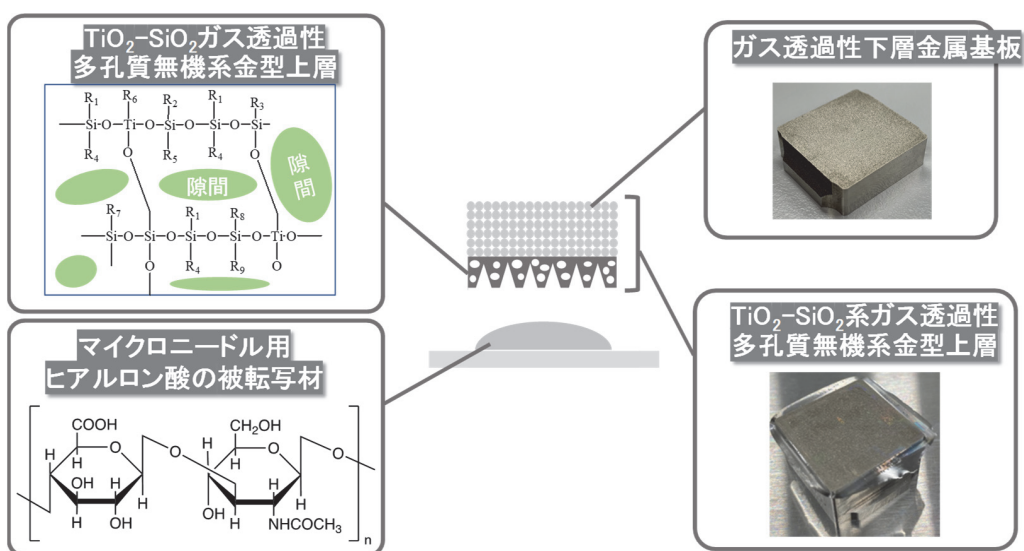 TiO₂−SiO₂ガス透過性
多孔質無機系金型上層
R₁ R₆ R₂ R₁ R₃
Si−O−Ti−O−Si−O−Si−O−Si
R₄ O R₅ R₄ O
隙間
隙間
R₇ R₁ R₈
Si−O−Si−O−Si−O−Si−O−Ti−O
O R₄ R₉ O
ガス透過性下層金属基板
マイクロニードル用
ヒアルロン酸の被転写材
COOH CH₂OH
H O O H O O
H H H H
OH H H OH H H
H OH H NHCOCH₃
n
TiO₂−SiO₂系ガス透過性
多孔質無機系金型上層